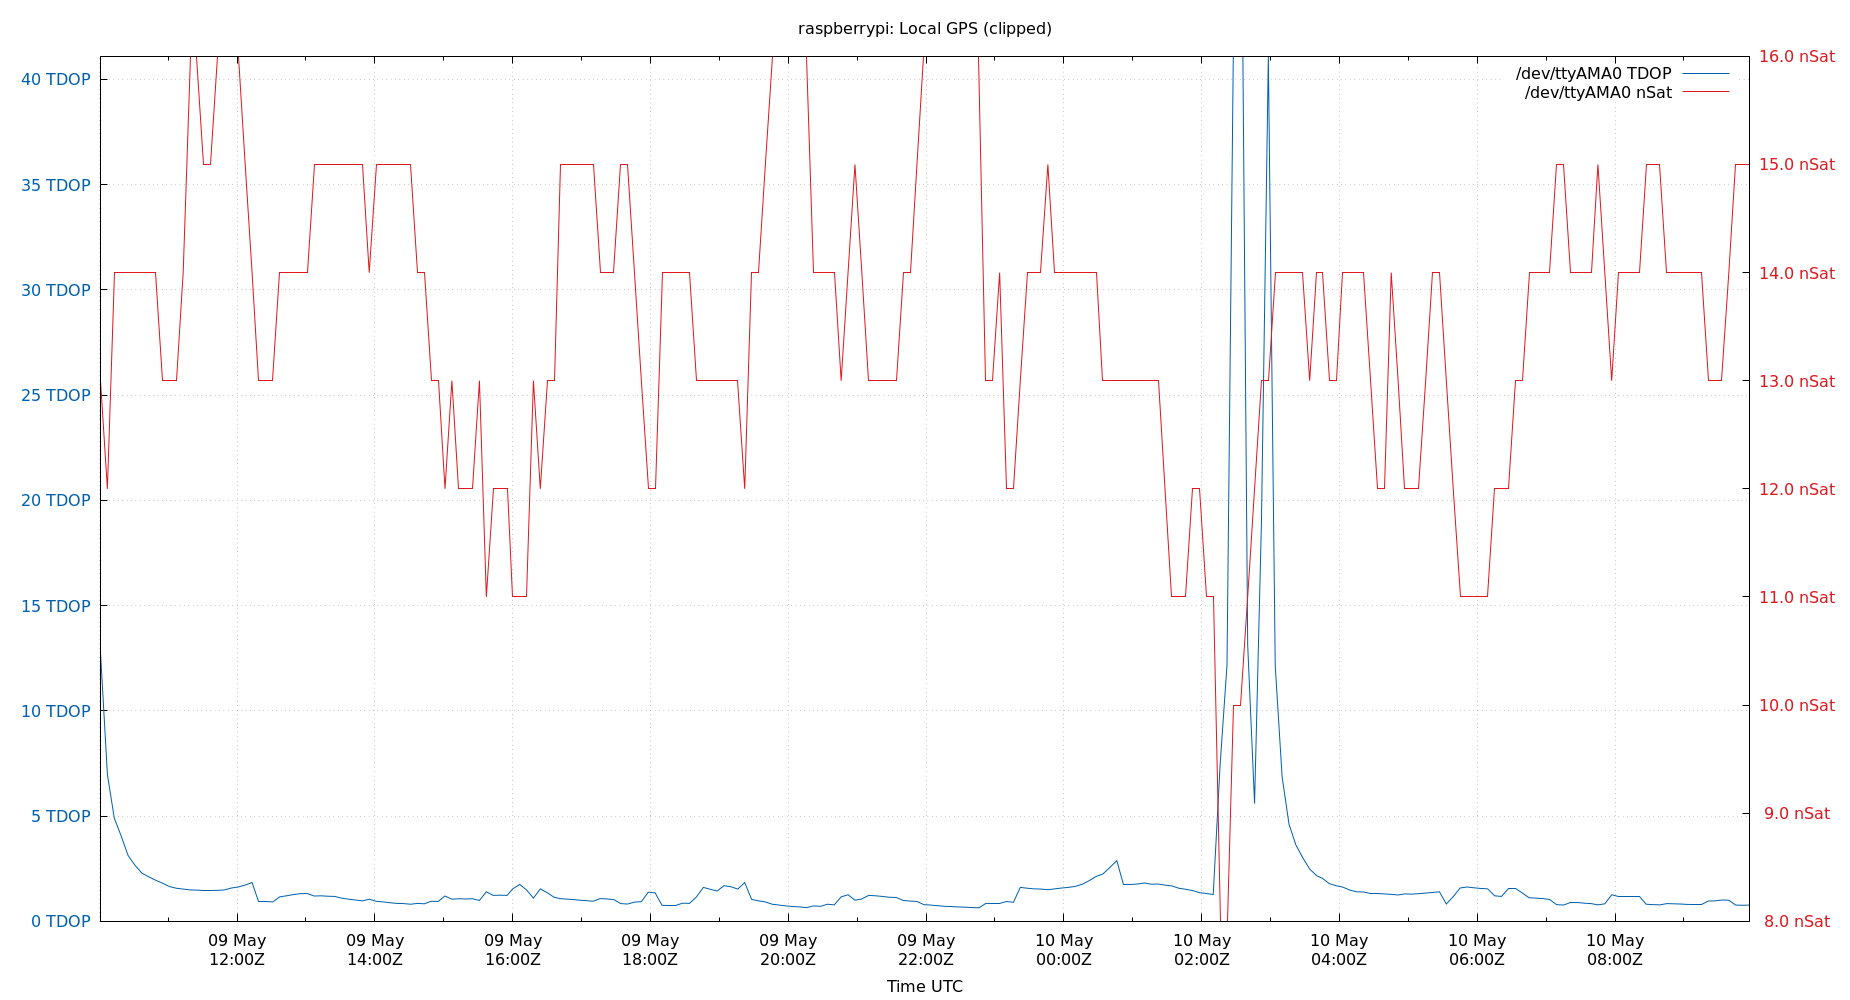 raspberrypi: Local GPS (clipped)
/dev/ttyAMA0 TDOP
/dev/ttyAMA0 nSat
40 TDOP
35 TDOP
30 TDOP
25 TDOP
20 TDOP
15 TDOP
10 TDOP
5 TDOP
0 TDOP
16.0 nSat
15.0 nSat
14.0 nSat
13.0 nSat
12.0 nSat
11.0 nSat
10.0 nSat
9.0 nSat
8.0 nSat
09 May
12:00Z
09 May
14:00Z
09 May
16:00Z
09 May
18:00Z
09 May
20:00Z
09 May
22:00Z
10 May
00:00Z
10 May
02:00Z
10 May
04:00Z
10 May
06:00Z
10 May
08:00Z
Time UTC